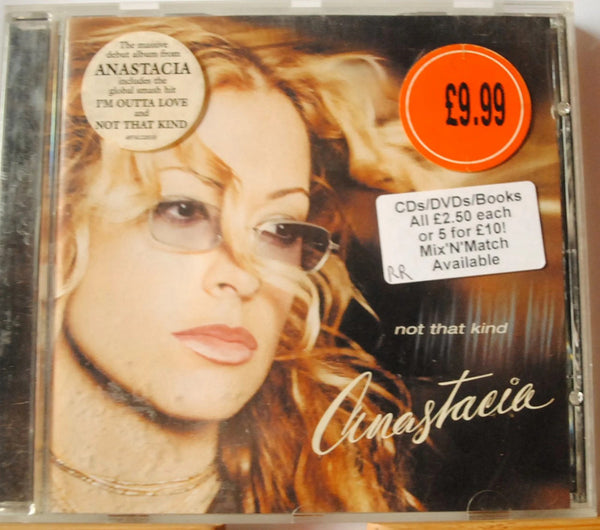 The massive
debut album from
ANASTACIA
includes the
global smash hit
I'M OUTTA LOVE
and
NOT THAT KIND
£9.99
CDs/DVDs/Books
All £2.50 each
or 5 for £10!
Mix'N'Match
Available
RR
not that kind
Anastacia